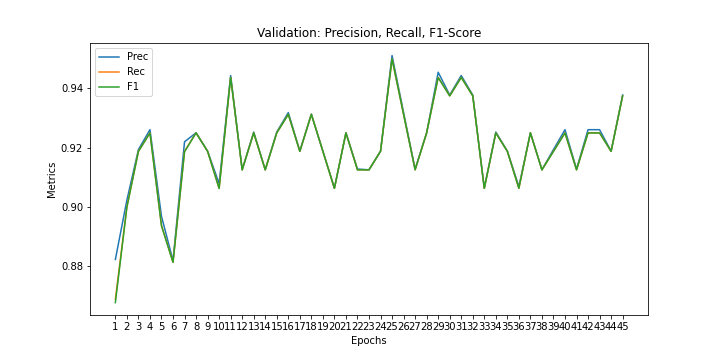 Validation: Precision, Recall, F1-Score
Prec
Rec
F1
Metrics
0.94
0.92
0.90
0.88
1 2 3 4 5 6 7 8 9 10 11 12 13 14 15 16 17 18 19 20 21 22 23 24 25 26 27 28 29 30 31 32 33 34 35 36 37 38 39 40 41 42 43 44 45
Epochs